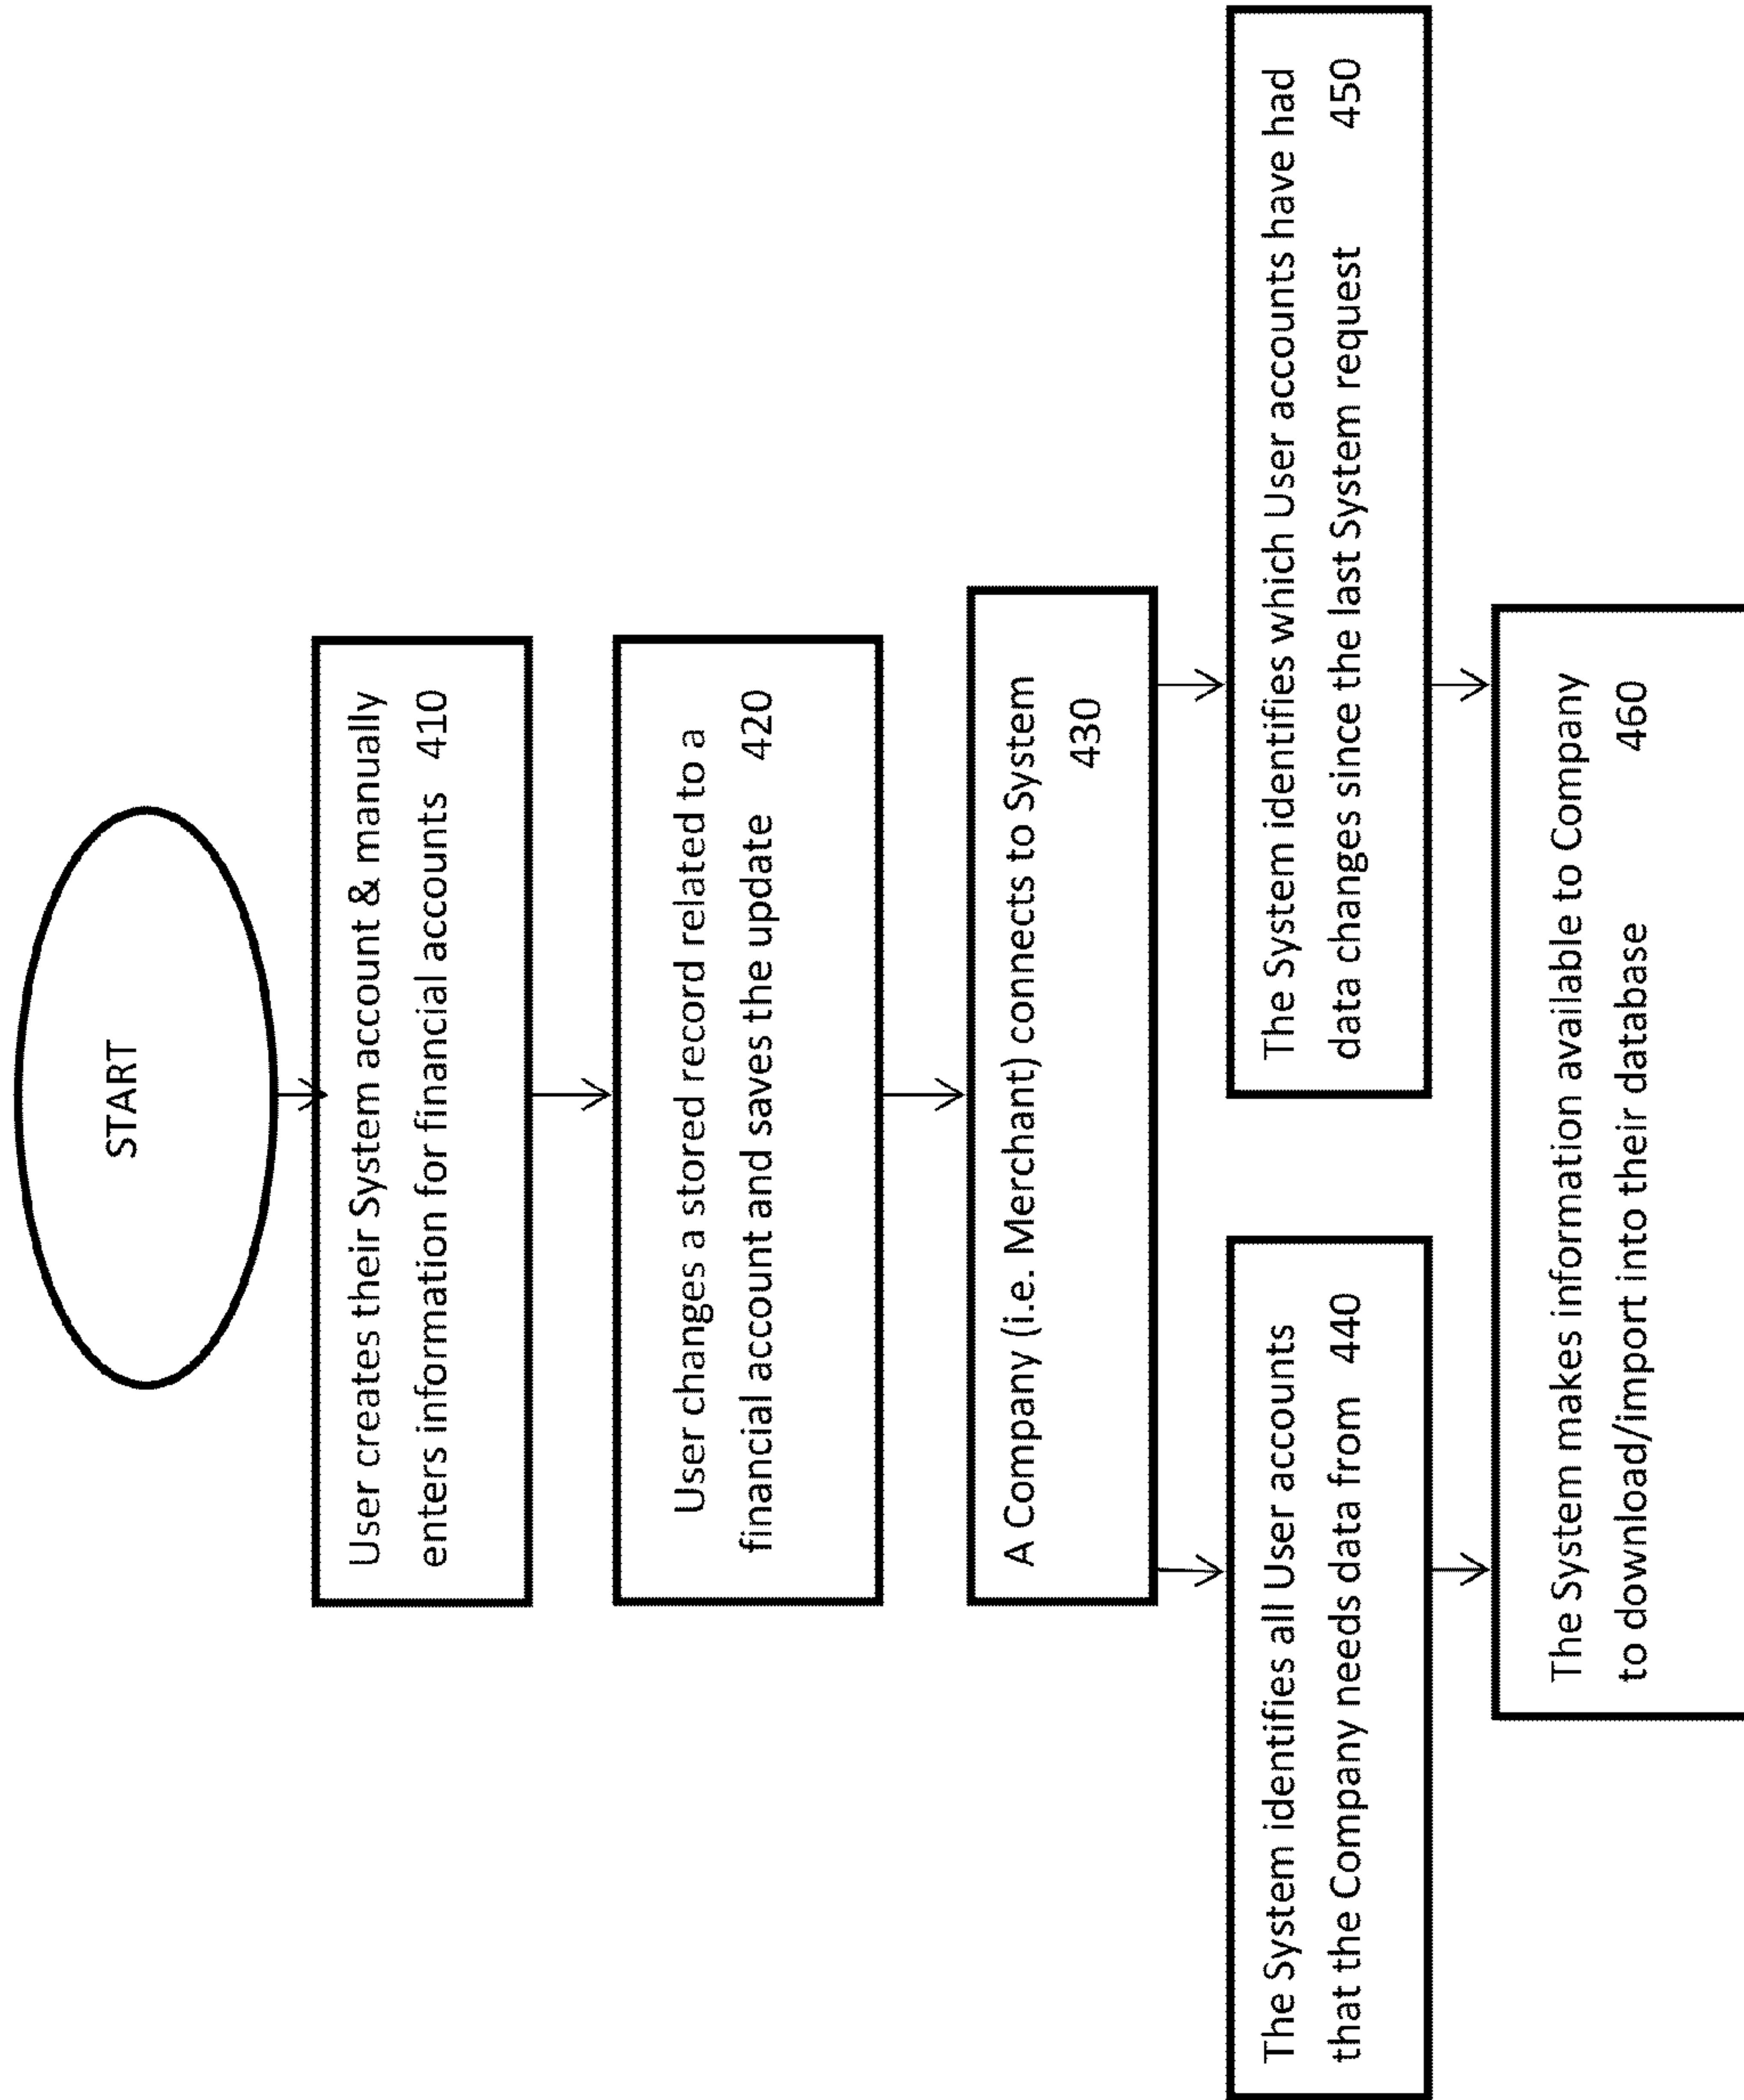 START
User creates their System account & manually
enters information for financial accounts 410
User changes a stored record related to a
financial account and saves the update 420
A Company (i.e. Merchant) connects to System
430
The System identifies all User accounts
that the Company needs data from 440
The System identifies which User accounts have had
data changes since the last System request 450
The System makes information available to Company
to download/import into their database 460